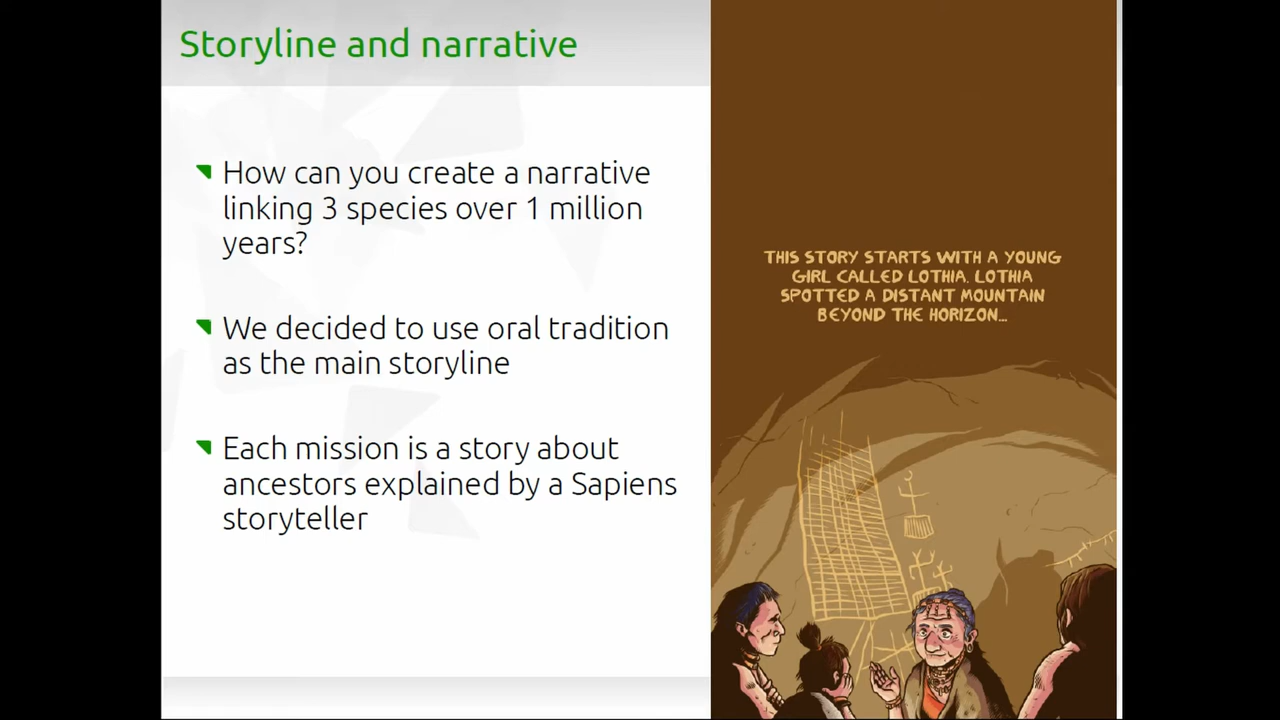 Storyline and narrative
How can you create a narrative
linking 3 species over 1 million
years?
We decided to use oral tradition
as the main storyline
Each mission is a story about
ancestors explained by a Sapiens
storyteller
THIS STORY STARTS WITH A YOUNG
GIRL CALLED LOTHIA. LOTHIA
SPOTTED A DISTANT MOUNTAIN
BEYOND THE HORIZON...